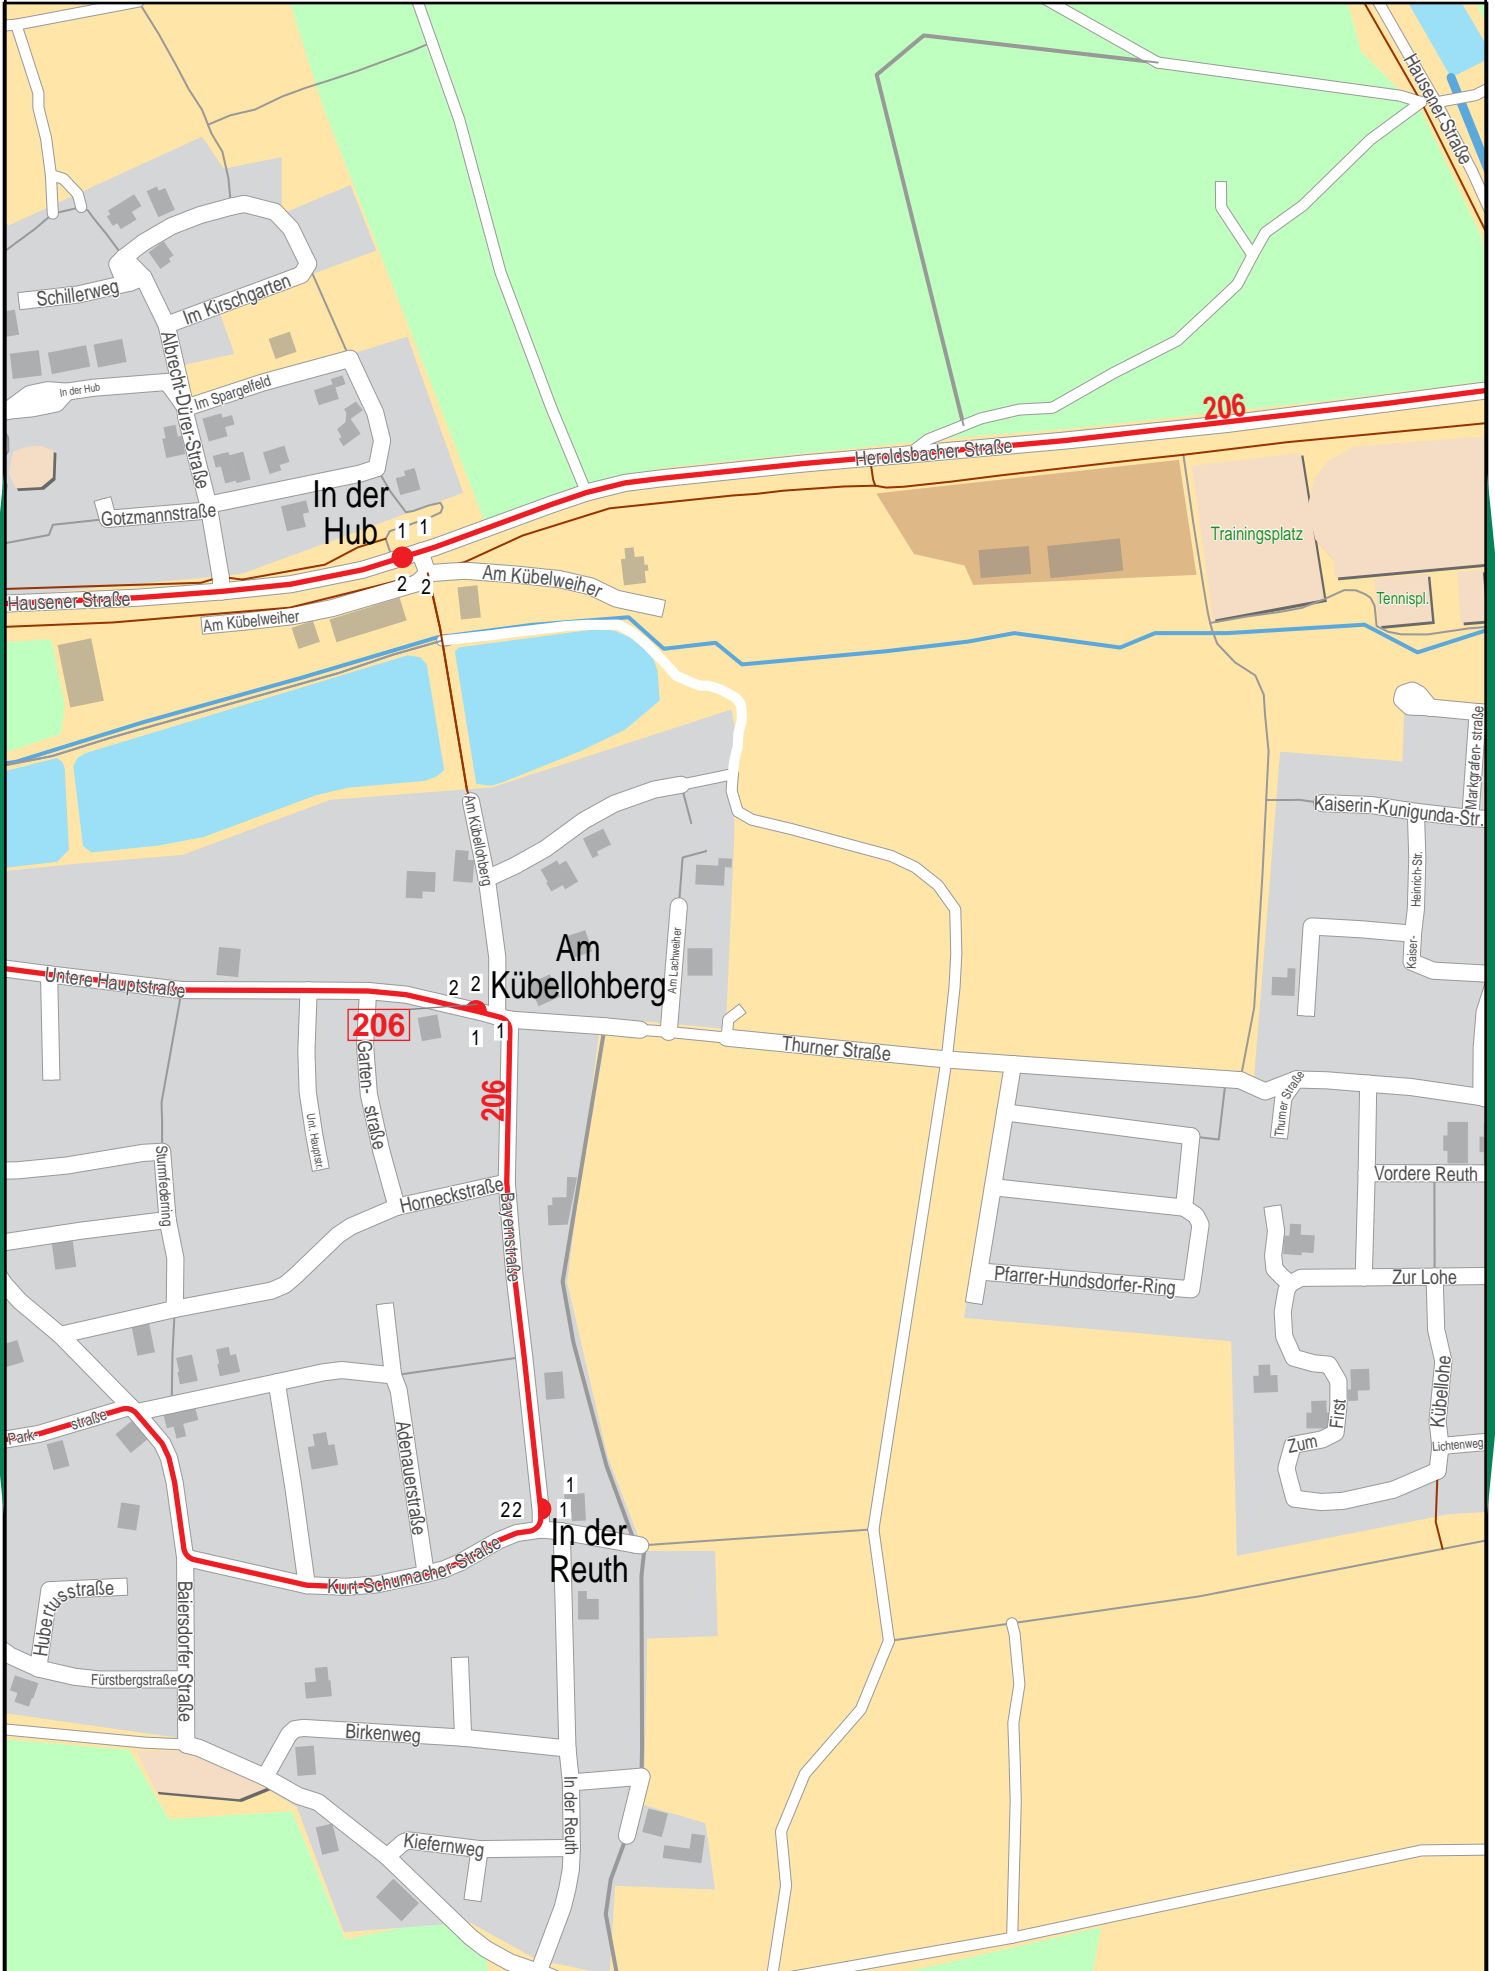 Hausener Straße
Schillerweg
Im Kirschgarten
Albrecht-Dürer-Straße
In der Hub
Im Spargelfeld
206
Heroldsbacher Straße
In der
Hub
1 1
Gotzmannstraße
Trainingsplatz
2 2
Am Kübelweiher
Hausener Straße
Am Kübelweiher
Tennispl.
Markgrafen- straße
Kaiserin-Kunigunda-Str.
Am Kübellohberg
Kaiser- Heinrich-Str.
Am
Kübellohberg
Am Lachweiher
Untere Hauptstraße
2 2
206
1 1
Thurner Straße
Garten- straße
206
Thurner Straße
Unt. Hauptstr.
Sturmfederring
Vordere Reuth
Horneckstraße
Bayernstraße
Pfarrer-Hundsdorfer-Ring
Zur Lohe
Kübellohe
Park- straße
Adenauerstraße
Zum First
Lichtenweg
1
22 1
In der
Reuth
Kurt-Schumacher-Straße
Hubertusstraße
Baiersdorfer Straße
Fürstbergstraße
Birkenweg
In der Reuth
Kiefernweg